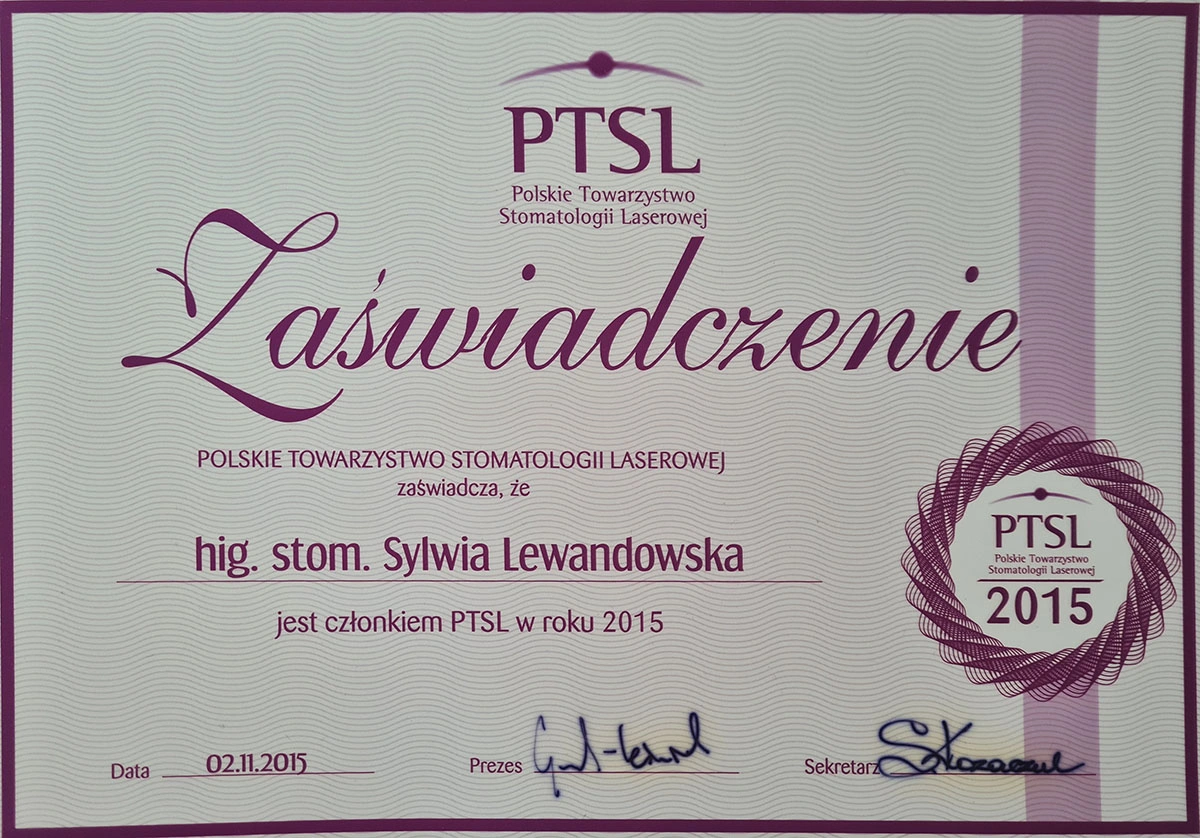 PTSL
Polskie Towarzystwo
Stomatologii Laserowej
Zaświadczenie
POLSKIE TOWARZYSTWO STOMATOLOGII LASEROWEJ
zaświadcza, że
hig. stom. Sylwia Lewandowska
jest członkiem PTSL w roku 2015
PTSL
Polskie Towarzystwo
Stomatologii Laserowej
2015
Data 02.11.2015
Prezes
Sekretarz